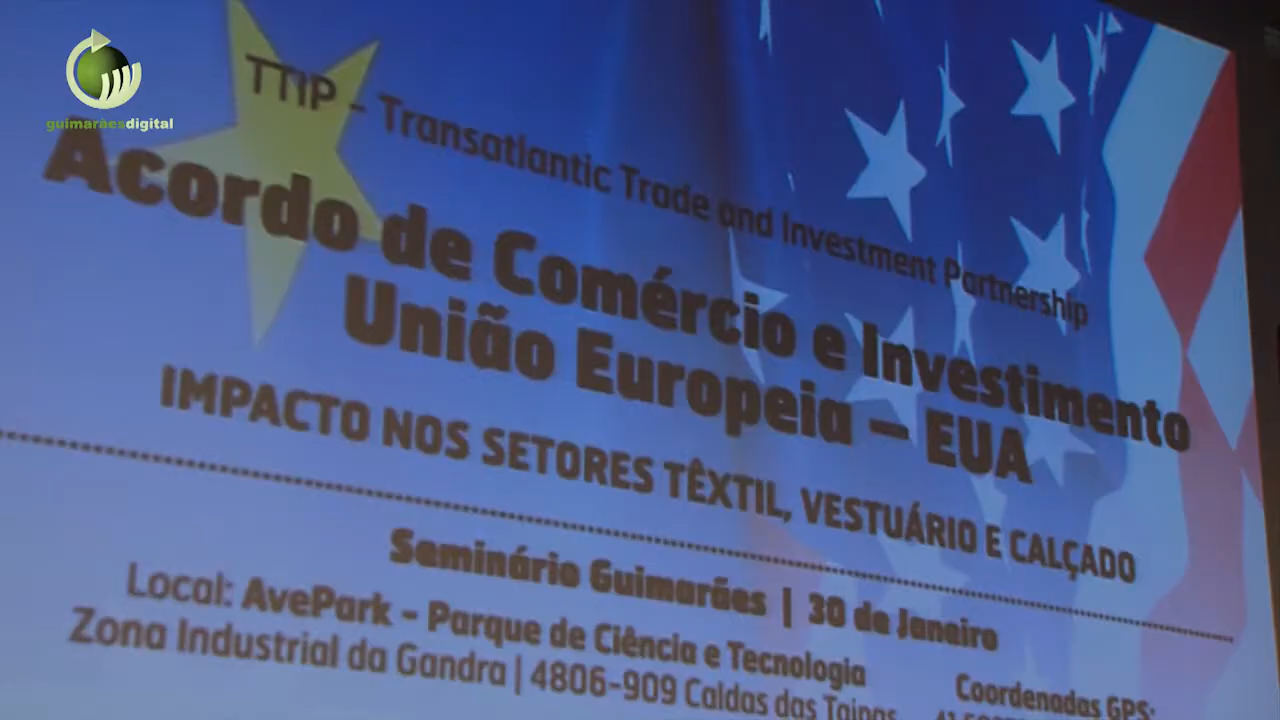 guimarãesdigital
TTIP - Transatlantic Trade and Investment Partnership
Acordo de Comércio e Investimento
União Europeia - EUA
IMPACTO NOS SETORES TÊXTIL, VESTUÁRIO E CALÇADO
Seminário Guimarães | 30 de Janeiro
Local: AvePark - Parque de Ciência e Tecnologia
Zona Industrial da Gandra | 4806-909 Caldas das Taipas
Coordenadas GPS: